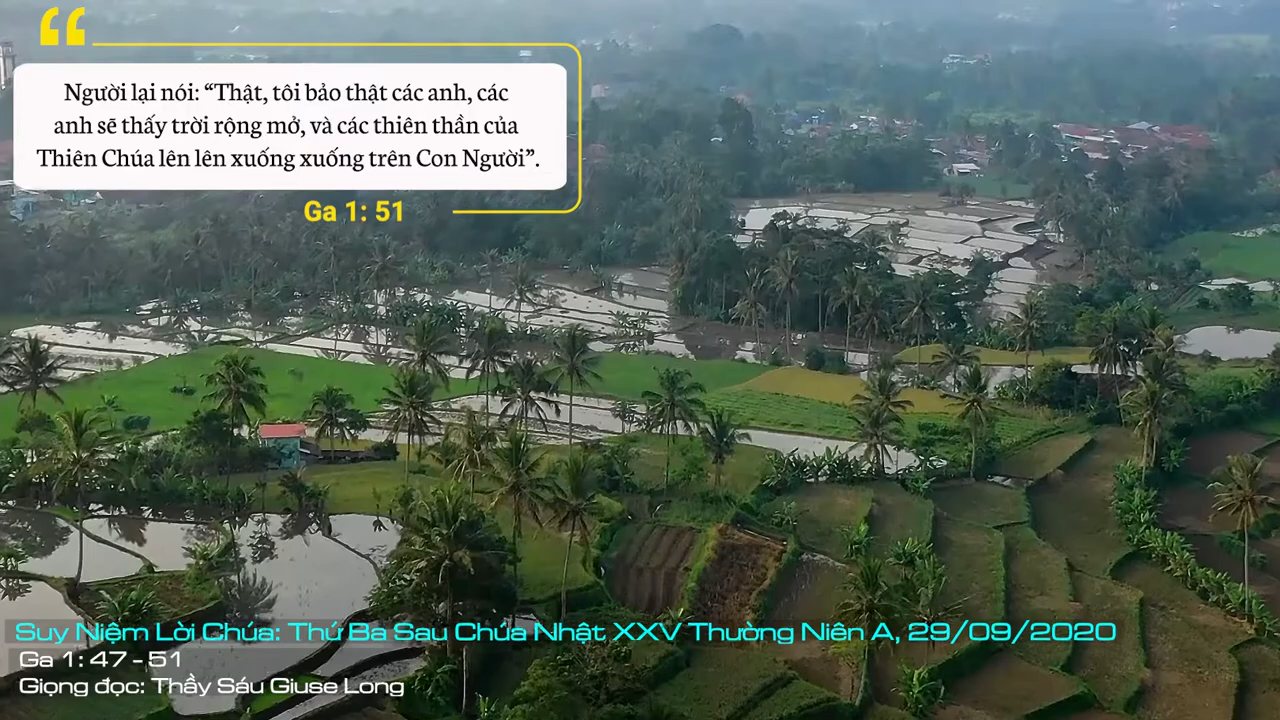 Người lại nói: “Thật, tôi bảo thật các anh, các
anh sẽ thấy trời rộng mở, và các thiên thần của
Thiên Chúa lên lên xuống xuống trên Con Người”.
Ga 1: 51
Suy Niệm Lời Chúa: Thứ Ba Sau Chúa Nhật XXV Thường Niên A, 29/09/2020
Ga 1: 47 - 51
Giọng đọc: Thầy Sáu Giuse Long